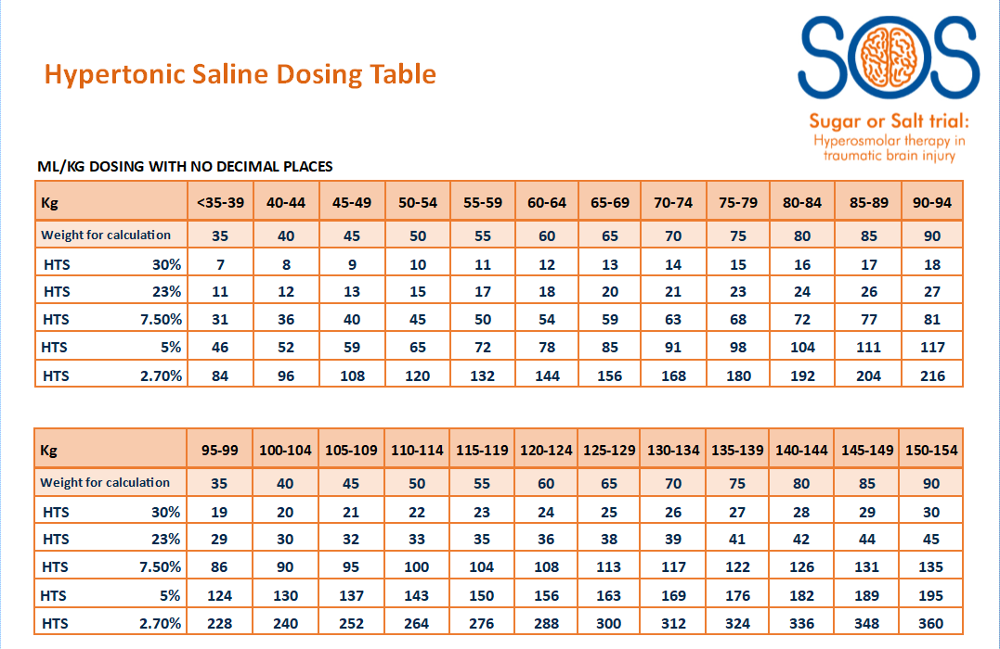 SOS
Hypertonic Saline Dosing Table
Sugar or Salt trial:
Hyperosmolar therapy in
traumatic brain injury
ML/KG DOSING WITH NO DECIMAL PLACES
Kg <35-39 40-44 45-49 50-54 55-59 60-64 65-69 70-74 75-79 80-84 85-89 90-94
Weight for calculation 35 40 45 50 55 60 65 70 75 80 85 90
HTS 30% 7 8 9 10 11 12 13 14 15 16 17 18
HTS 23% 11 12 13 15 17 18 20 21 23 24 26 27
HTS 7.50% 31 36 40 45 50 54 59 63 68 72 77 81
HTS 5% 46 52 59 65 72 78 85 91 98 104 111 117
HTS 2.70% 84 96 108 120 132 144 156 168 180 192 204 216
Kg 95-99 100-104 105-109 110-114 115-119 120-124 125-129 130-134 135-139 140-144 145-149 150-154
Weight for calculation 35 40 45 50 55 60 65 70 75 80 85 90
HTS 30% 19 20 21 22 23 24 25 26 27 28 29 30
HTS 23% 29 30 32 33 35 36 38 39 41 42 44 45
HTS 7.50% 86 90 95 100 104 108 113 117 122 126 131 135
HTS 5% 124 130 137 143 150 156 163 169 176 182 189 195
HTS 2.70% 228 240 252 264 276 288 300 312 324 336 348 360